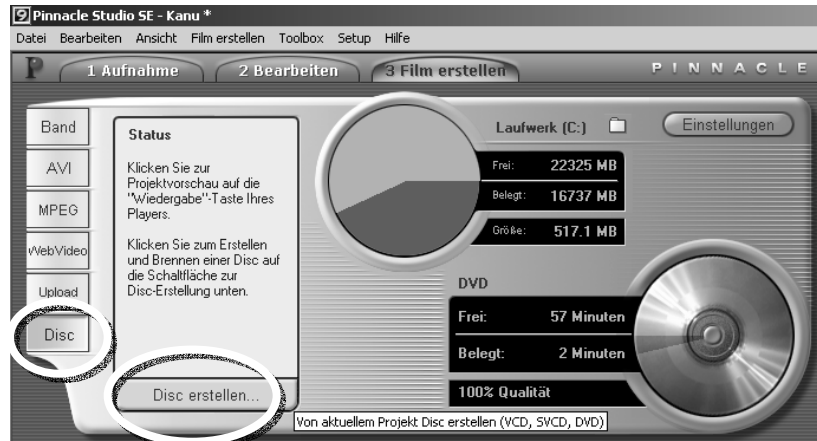 Pinnacle Studio SE - Kanu *
Datei Bearbeiten Ansicht Film erstellen Toolbox Setup Hilfe
P 1 Aufnahme 2 Bearbeiten 3 Film erstellen PINNACLE
Band
AVI
MPEG
WebVideo
Upload
Disc
Status
Klicken Sie zur
Projektvorschau auf die
"Wiedergabe"-Taste Ihres
Players.
Klicken Sie zum Erstellen
und Brennen einer Disc auf
die Schaltfläche zur
Disc-Erstellung unten.
Disc erstellen...
Laufwerk (C:)
Einstellungen
Frei: 22325 MB
Belegt: 16737 MB
Größe: 517.1 MB
DVD
Frei: 57 Minuten
Belegt: 2 Minuten
100% Qualität
Von aktuellem Projekt Disc erstellen (VCD, SVCD, DVD)